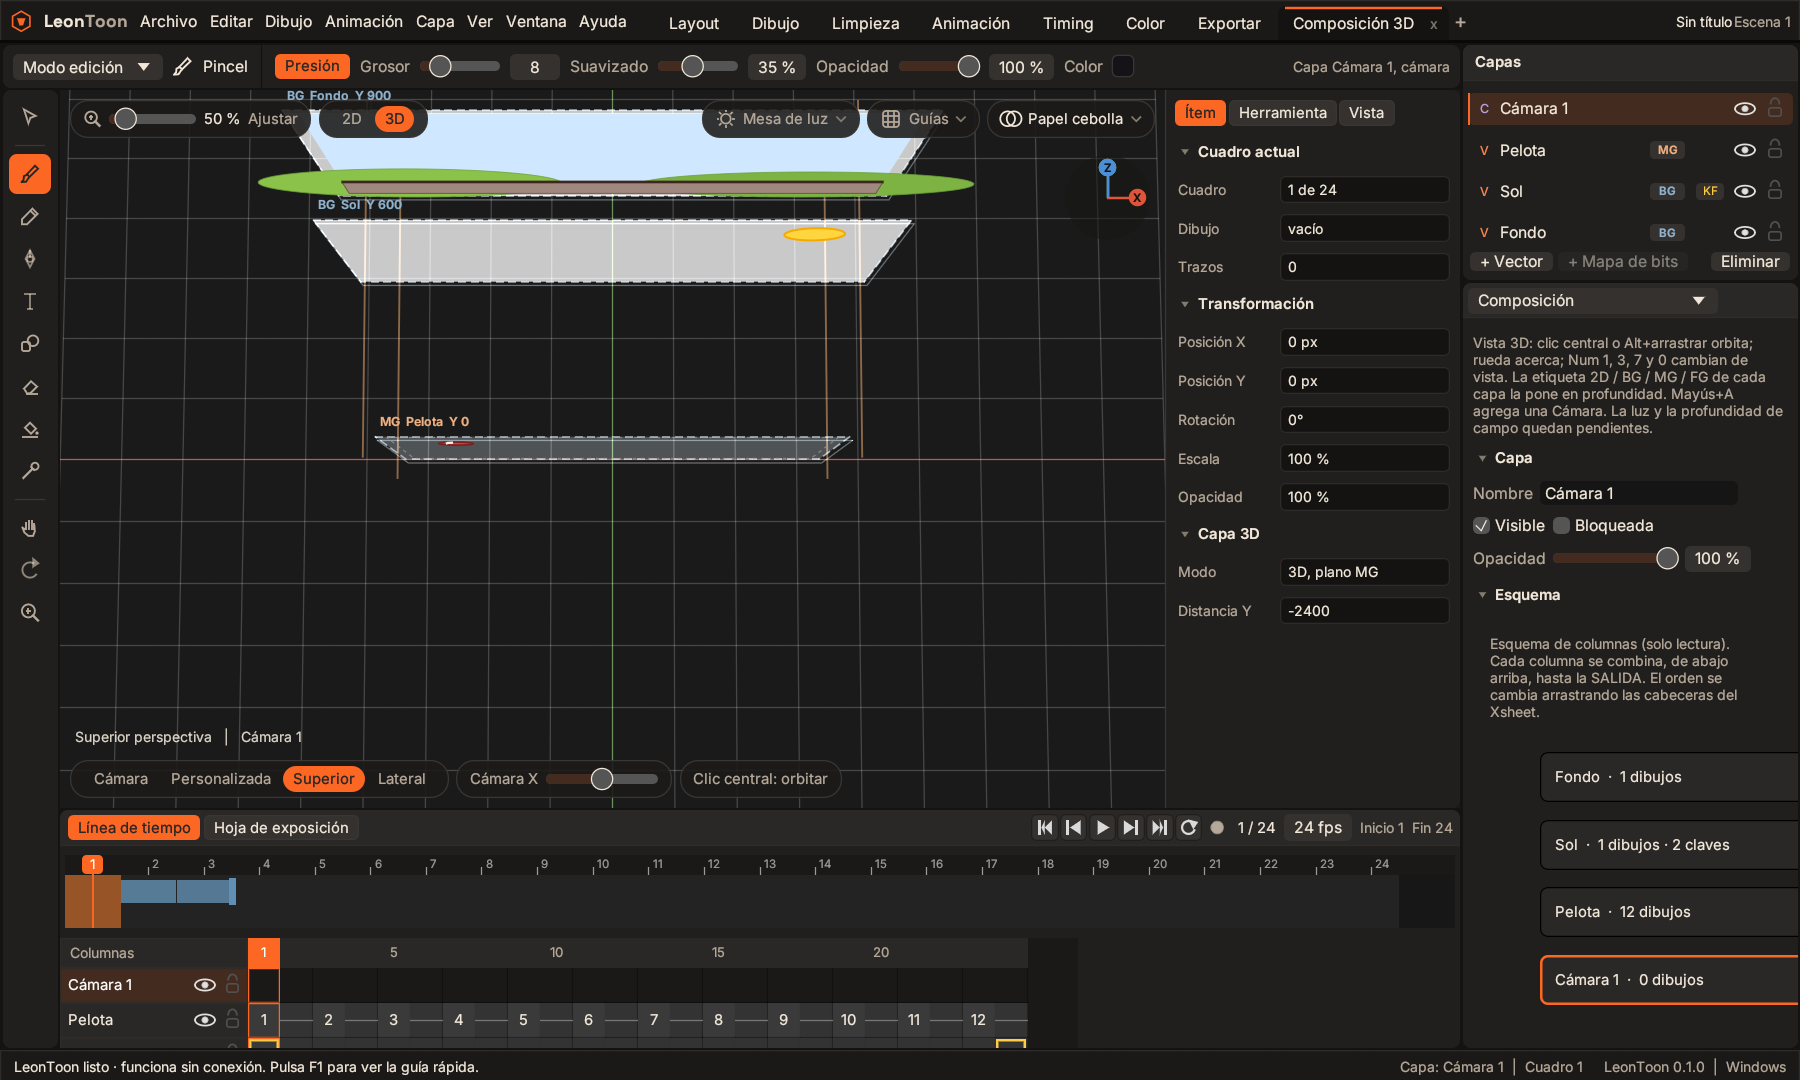 LeonToon Archivo Editar Dibujo Animación Capa Ver Ventana Ayuda Layout Dibujo Limpieza Animación Timing Color Exportar Composición 3D x + Sin título Escena 1
Modo edición Pincel Presión Grosor 8 Suavizado 35 % Opacidad 100 % Color Capa Cámara 1, cámara
BG Fondo Y 900
50 % Ajustar 2D 3D Mesa de luz Guías Papel cebolla
BG Sol Y 600
Z
X
MG Pelota Y 0
Superior perspectiva | Cámara 1
Cámara Personalizada Superior Lateral Cámara X Clic central: orbitar
Ítem Herramienta Vista
Cuadro actual
Cuadro 1 de 24
Dibujo vacío
Trazos 0
Transformación
Posición X 0 px
Posición Y 0 px
Rotación 0°
Escala 100 %
Opacidad 100 %
Capa 3D
Modo 3D, plano MG
Distancia Y -2400
Capas
C Cámara 1
V Pelota MG
V Sol BG KF
V Fondo BG
+ Vector + Mapa de bits Eliminar
Composición
Vista 3D: clic central o Alt+arrastrar orbita;
rueda acerca; Num 1, 3, 7 y 0 cambian de
vista. La etiqueta 2D / BG / MG / FG de cada
capa la pone en profundidad. Mayús+A
agrega una Cámara. La luz y la profundidad de
campo quedan pendientes.
Capa
Nombre Cámara 1
Visible Bloqueada
Opacidad 100 %
Esquema
Esquema de columnas (solo lectura).
Cada columna se combina, de abajo
arriba, hasta la SALIDA. El orden se
cambia arrastrando las cabeceras del
Xsheet.
Fondo · 1 dibujos
Sol · 1 dibujos · 2 claves
Pelota · 12 dibujos
Cámara 1 · 0 dibujos
Línea de tiempo Hoja de exposición 1 / 24 24 fps Inicio 1 Fin 24
1 2 3 4 5 6 7 8 9 10 11 12 13 14 15 16 17 18 19 20 21 22 23 24
Columnas 1 5 10 15 20
Cámara 1
Pelota 1 2 3 4 5 6 7 8 9 10 11 12
LeonToon listo · funciona sin conexión. Pulsa F1 para ver la guía rápida. Capa: Cámara 1 | Cuadro 1 LeonToon 0.1.0 | Windows